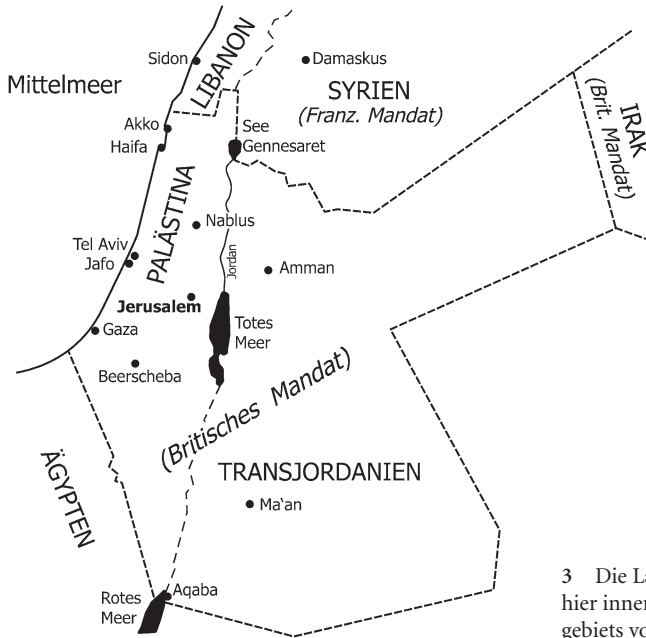 Mittelmeer
Sidon
LIBANON
Damaskus
SYRIEN
(Franz. Mandat)
IRAK
(Brit. Mandat)
Akko
Haifa
See
Gennesaret
PALÄSTINA
Nablus
Tel Aviv
Jafo
Jordan
Amman
Jerusalem
Gaza
Totes
Meer
Beerscheba
(Britisches Mandat)
ÄGYPTEN
TRANSJORDANIEN
Ma'an
Rotes
Meer
Aqaba
3 Die La
hier inner
gebiets vo